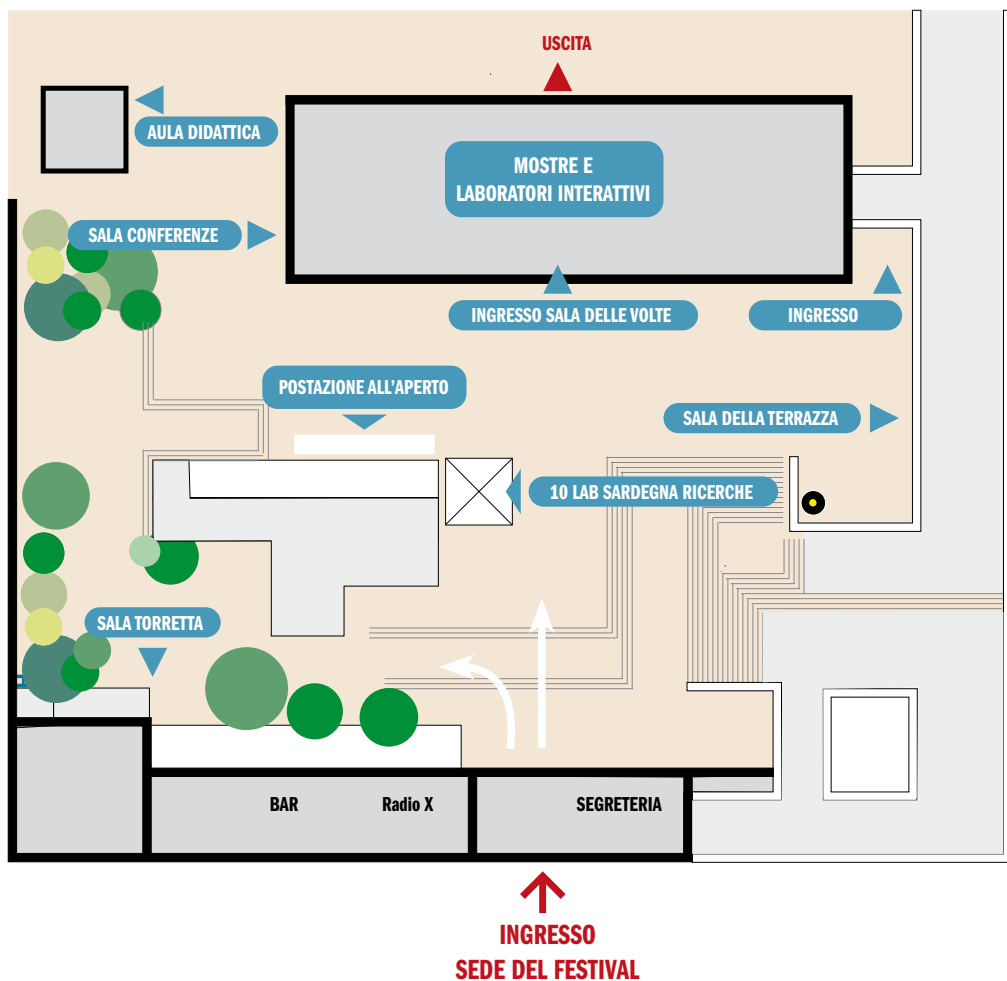 USCITA
AULA DIDATTICA
MOSTRE E
LABORATORI INTERATTIVI
SALA CONFERENZE
INGRESSO SALA DELLE VOLTE
INGRESSO
POSTAZIONE ALL'APERTO
SALA DELLA TERRAZZA
10 LAB SARDEGNA RICERCHE
SALA TORRETTA
BAR
Radio X
SEGRETERIA
INGRESSO
SEDE DEL FESTIVAL